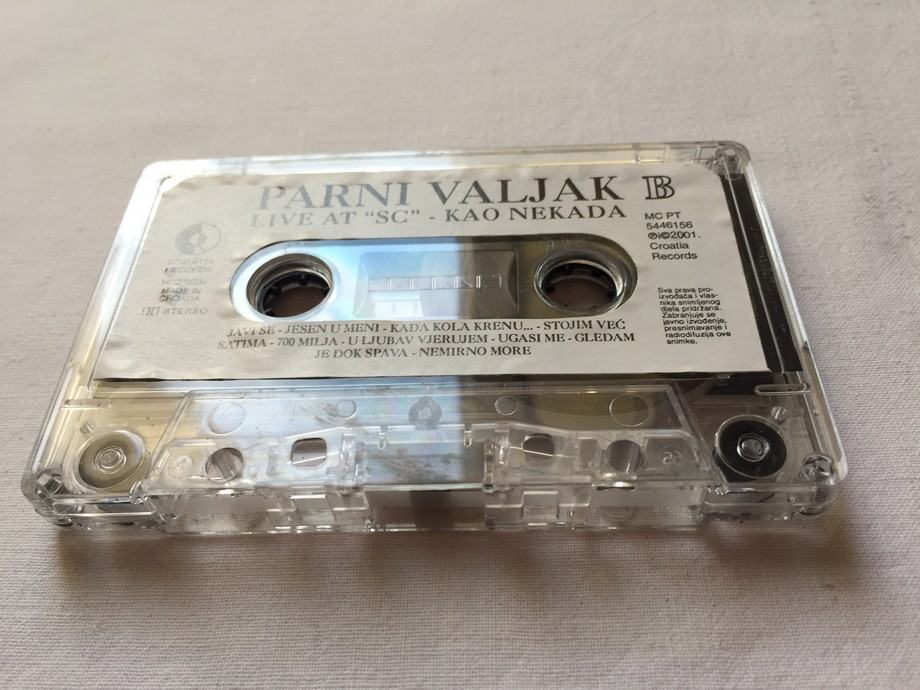 PARNI VALJAK B
LIVE AT "SC" - KAO NEKADA
MC PT
5446156
℗i©2001.
Croatia
Records
CROATIA
RECORDS
MADE IN
CROATIA
STEREO
Sva prava pro-
izvođača i vlas-
nika snimljenog
djela pridržana.
Zabranjuje se
javno izvođenje,
presnimavanje i
radiodifuzija ove
snimke.
JAVI SE - JESEN U MENI - KADA KOLA KRENU... - STOJIM VEĆ
SATIMA - 700 MILJA - U LJUBAV VJERUJEM - UGASI ME - GLEDAM
JE DOK SPAVA - NEMIRNO MORE